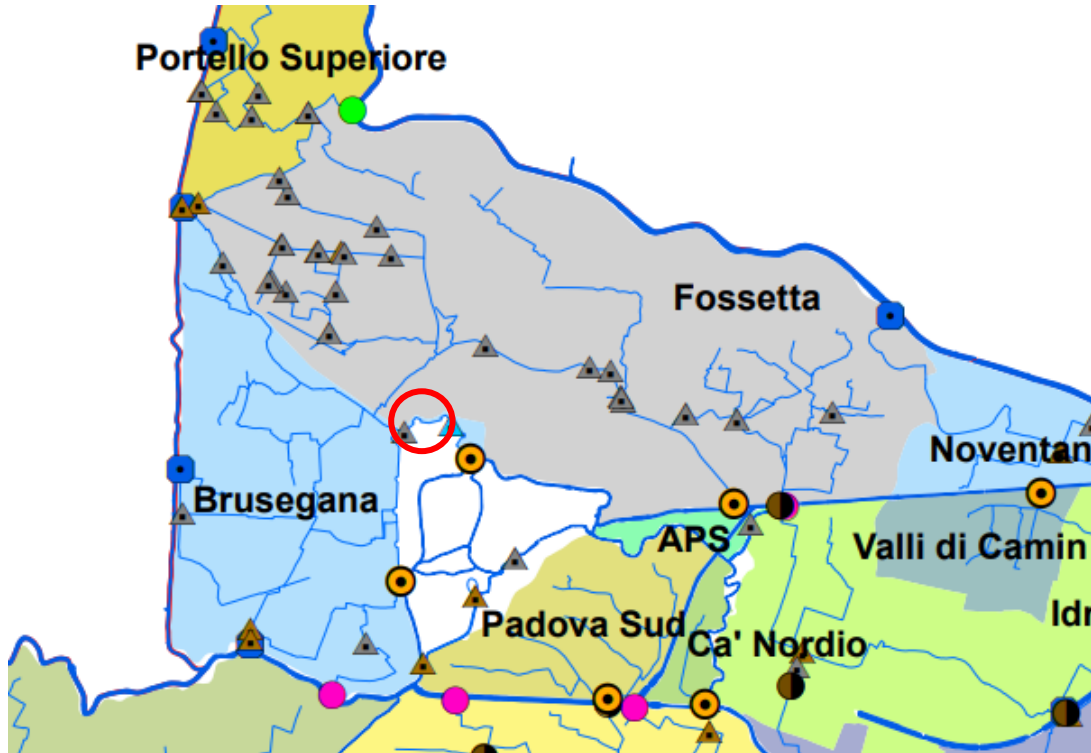 Portello Superiore
Fossetta
Noventan
Brusegana
APS
Valli di Camin
Idr
Padova Sud
Ca' Nordio